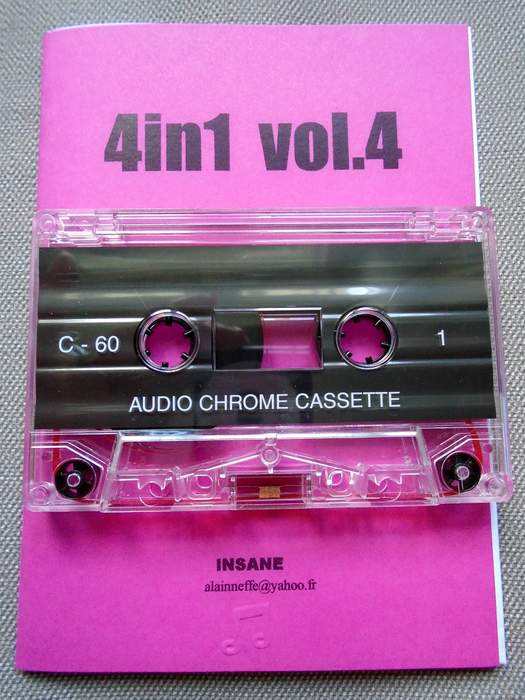 4in1 vol.4
C - 60
1
AUDIO CHROME CASSETTE
INSANE
alainneffe@yahoo.fr